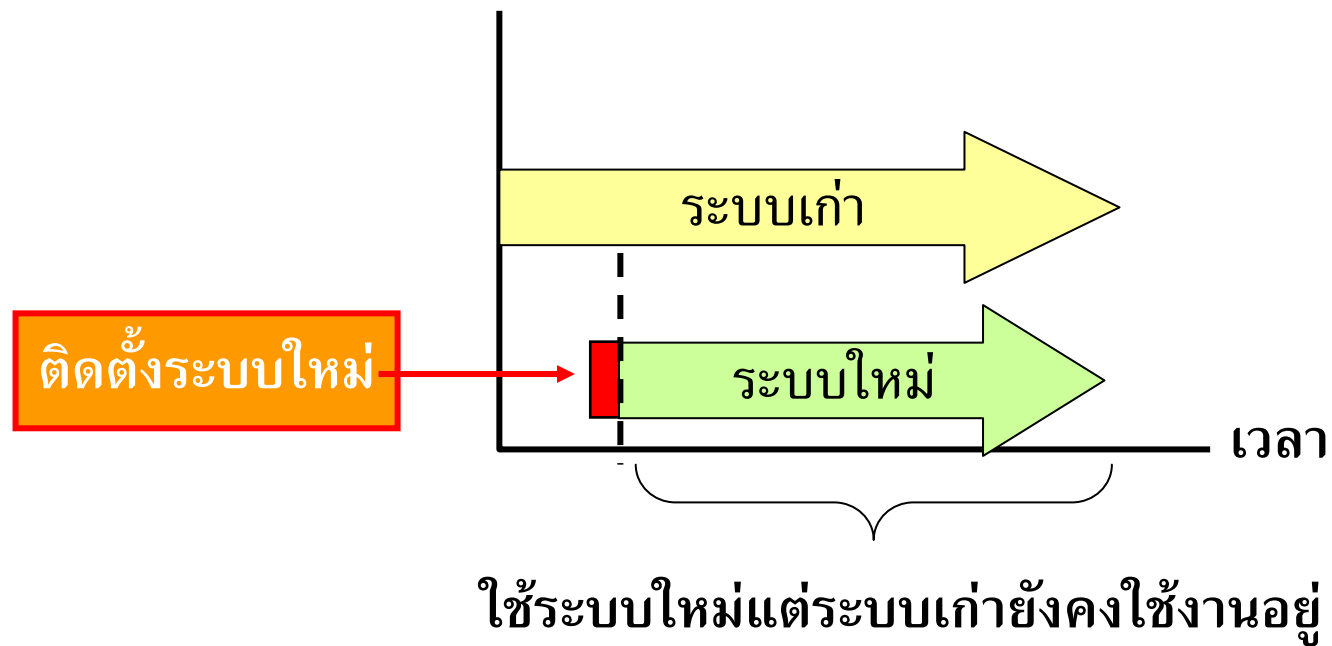 ระบบเก่า
ติดตั้งระบบใหม่
ระบบใหม่
เวลา
ใช้ระบบใหม่แต่ระบบเก่ายังคงใช้งานอยู่